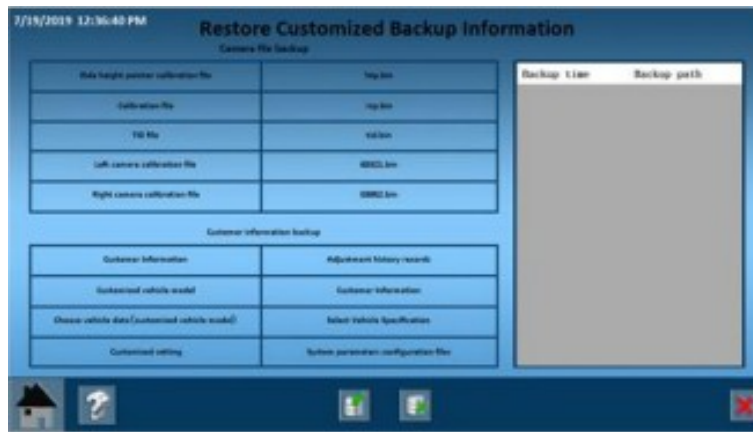 7/19/2019 12:36:40 PM
Restore Customized Backup Information
Camera file backup
Ride height pointer calibration file
Calibration file
Tid file
Left camera calibration file
Right camera calibration file
Backup time Backup path
Customer information backup
Customer Information Adjustment history records
Customized vehicle model Customer Information
Choose vehicle data(customized vehicle model) Select Vehicle Specification
Customized setting System parameters configuration files